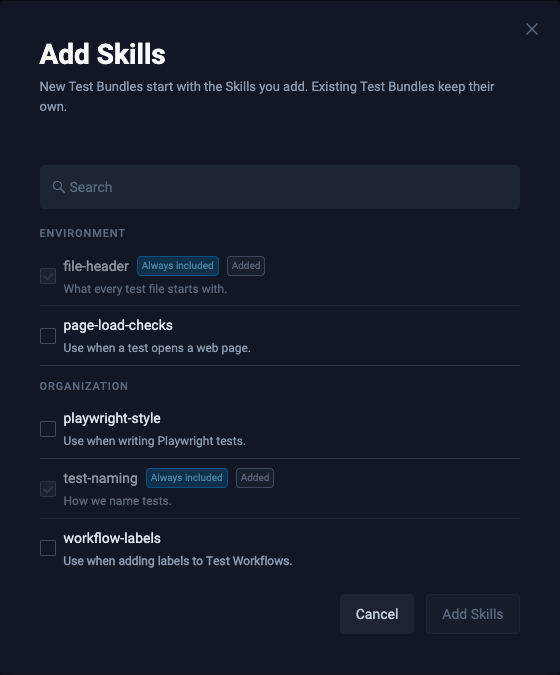 Add Skills
New Test Bundles start with the Skills you add. Existing Test Bundles keep their
own.
Search
ENVIRONMENT
file-header Always included Added
What every test file starts with.
page-load-checks
Use when a test opens a web page.
ORGANIZATION
playwright-style
Use when writing Playwright tests.
test-naming Always included Added
How we name tests.
workflow-labels
Use when adding labels to Test Workflows.
Cancel Add Skills